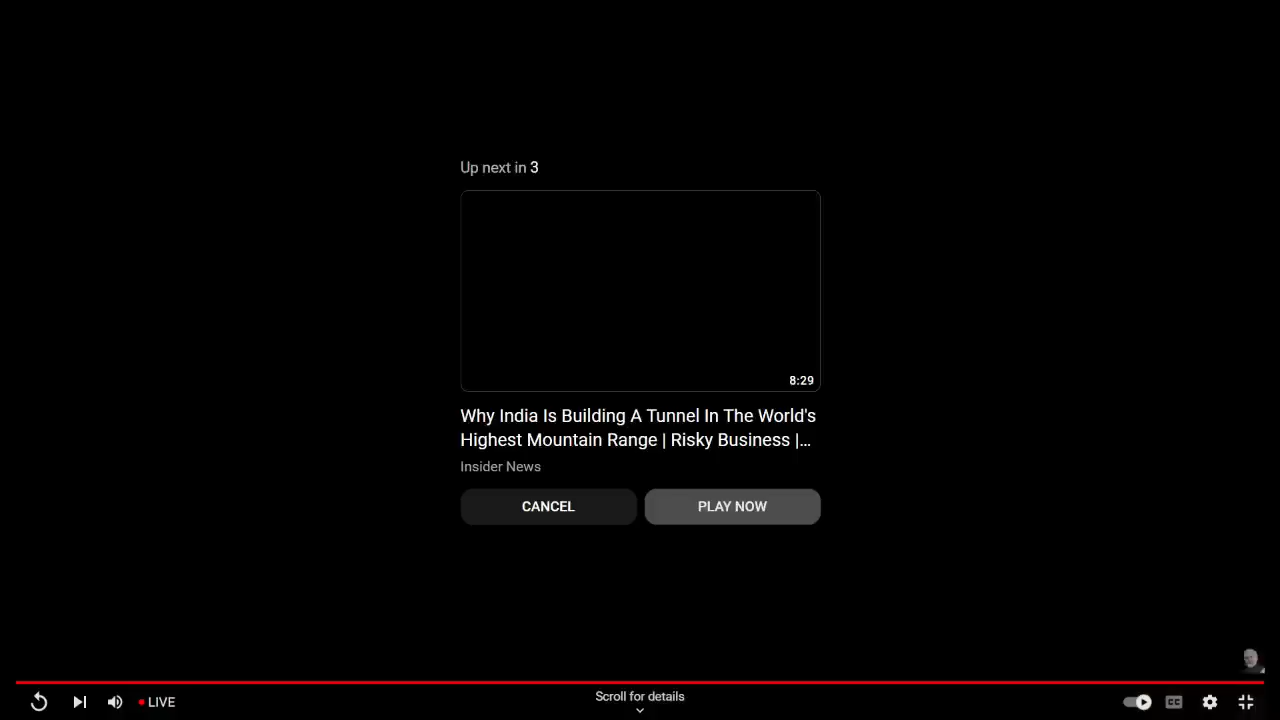 Up next in 3
8:29
Why India Is Building A Tunnel In The World's
Highest Mountain Range | Risky Business |...
Insider News
CANCEL
PLAY NOW
LIVE
Scroll for details
CC